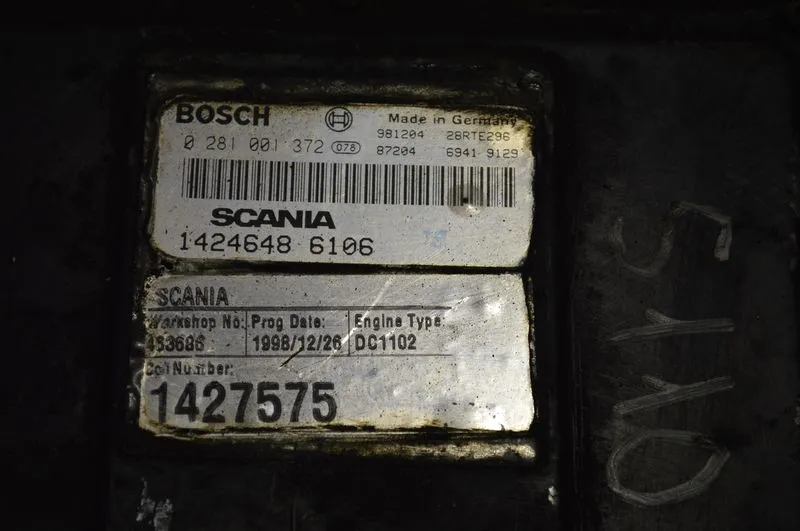 BOSCH
Made in Germany
0 281 001 372 078
981204 28RTE296
87204 6941 9129
SCANIA
1424648 6106
SCANIA
Workshop No: Prog Date: Engine Type:
1998/12/26 DC1102
Number:
1427575